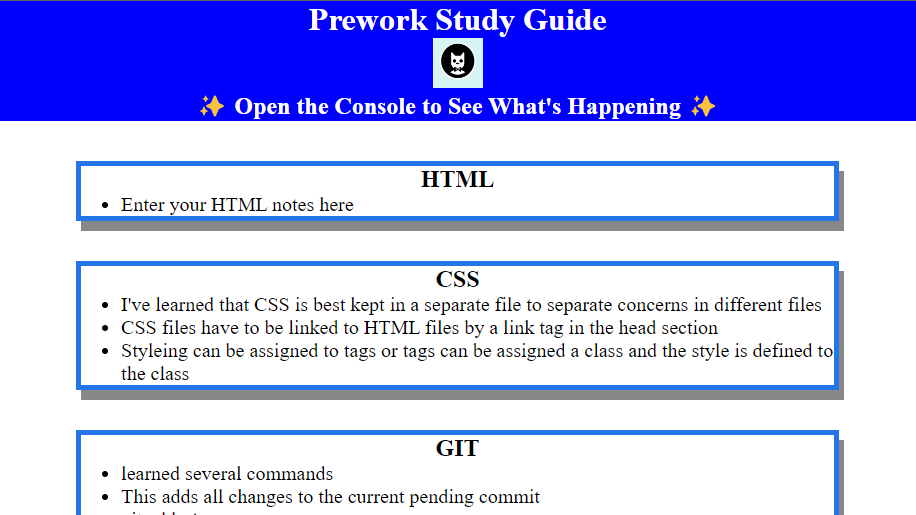 Prework Study Guide
✨ Open the Console to See What's Happening ✨
HTML
• Enter your HTML notes here
CSS
• I've learned that CSS is best kept in a separate file to separate concerns in different files
• CSS files have to be linked to HTML files by a link tag in the head section
• Styleing can be assigned to tags or tags can be assigned a class and the style is defined to
the class
GIT
• learned several commands
• This adds all changes to the current pending commit